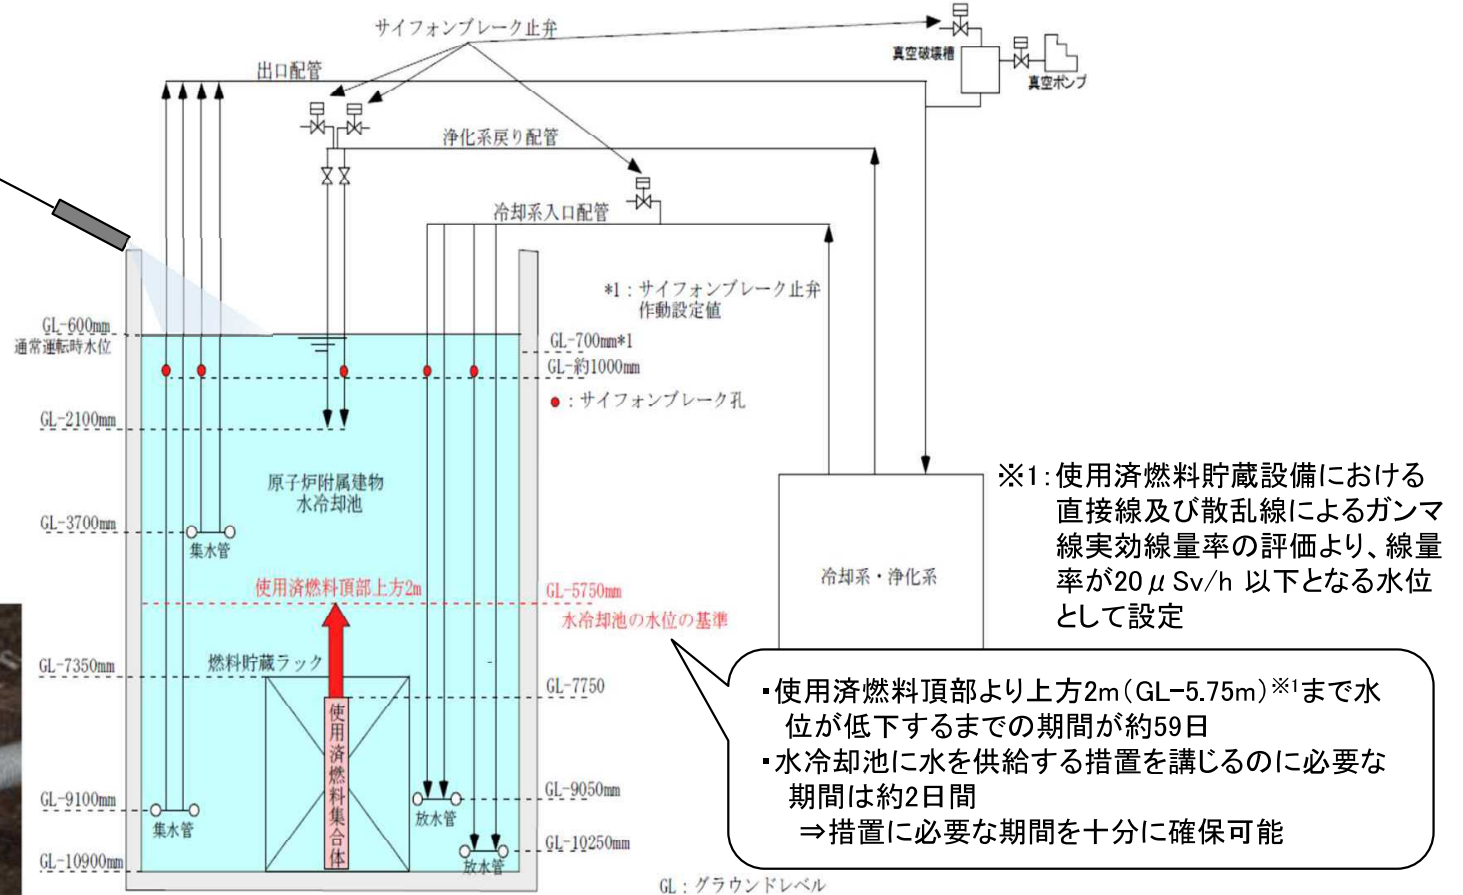 サイフォンブレーク止弁
真空破壊槽
真空ポンプ
出口配管
浄化系戻り配管
冷却系入口配管
*1：サイフォンブレーク止弁
作動設定値
GL-600mm
通常運転時水位
GL-700mm*1
GL-約1000mm
●：サイフォンブレーク孔
GL-2100mm
原子炉附属建物
水冷却池
GL-3700mm
集水管
使用済燃料頂部上方2m
GL-5750mm
水冷却池の水位の基準
冷却系・浄化系
※1：使用済燃料貯蔵設備における
直接線及び散乱線によるガンマ
線実効線量率の評価より、線量
率が20μSv/h 以下となる水位
として設定
GL-7350mm
燃料貯蔵ラック
GL-7750
使用済燃料集合体
GL-9100mm
集水管
GL-9050mm
放水管
GL-10250mm
放水管
GL-10900mm
GL：グラウンドレベル
・使用済燃料頂部より上方2m（GL-5.75m）※1まで水
位が低下するまでの期間が約59日
・水冷却池に水を供給する措置を講じるのに必要な
期間は約2日間
⇒措置に必要な期間を十分に確保可能